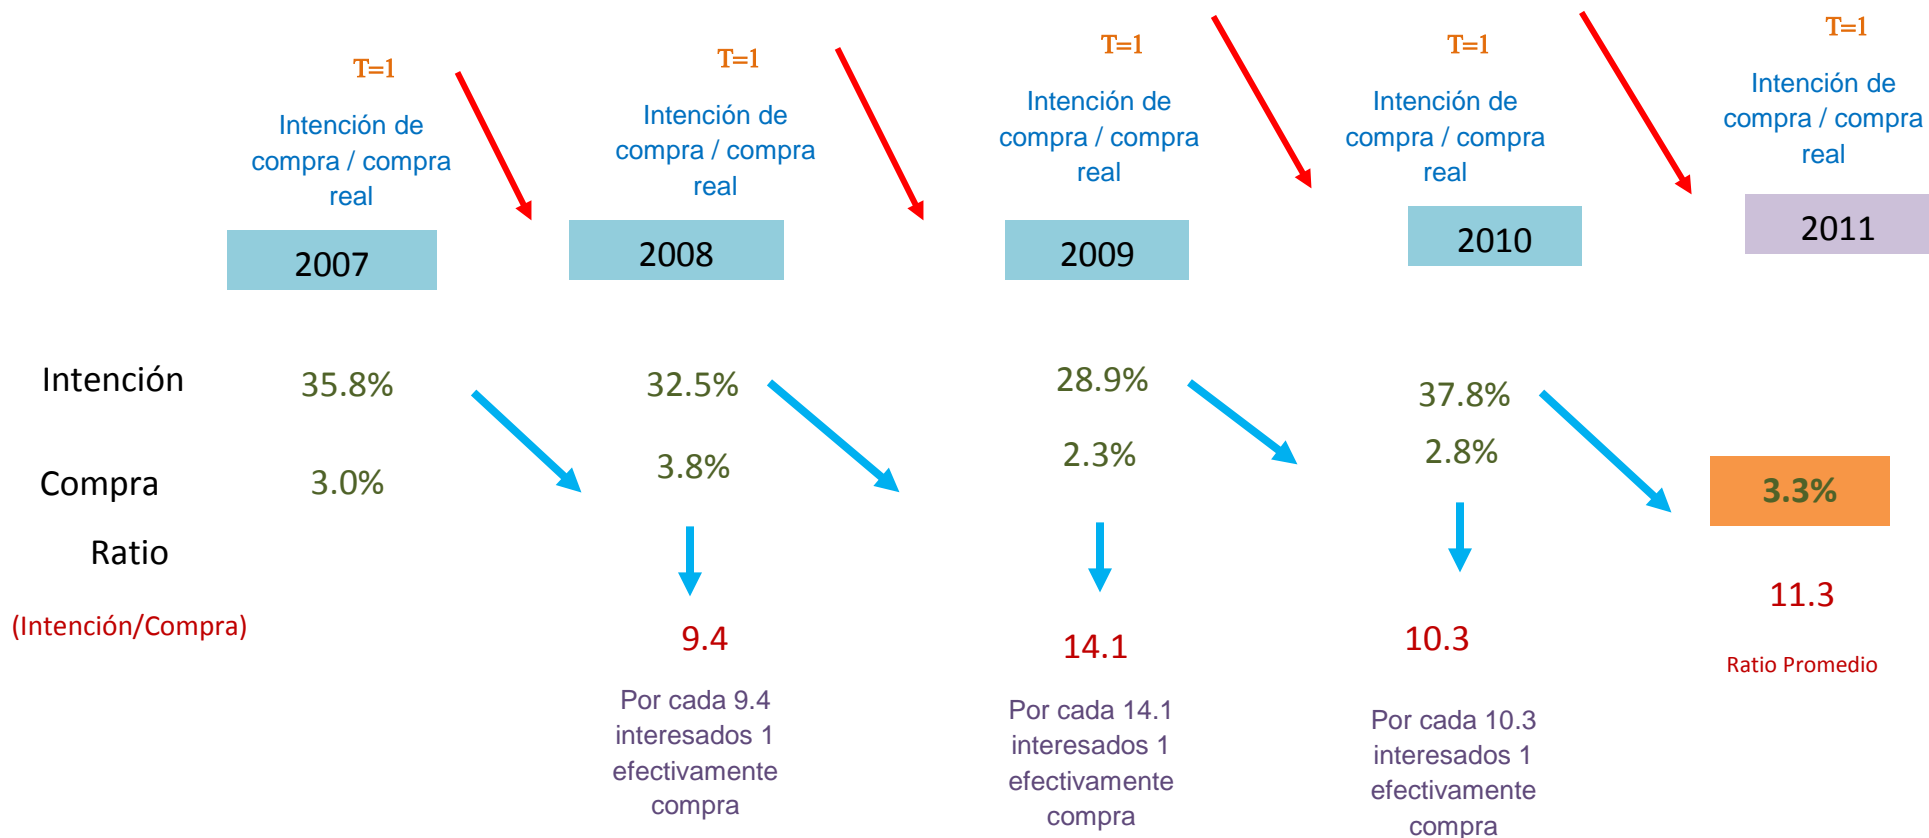 T=1
Intención de
compra / compra
real
2007
T=1
Intención de
compra / compra
real
2008
T=1
Intención de
compra / compra
real
2009
T=1
Intención de
compra / compra
real
2010
T=1
Intención de
compra / compra
real
2011
Intención
35.8%
32.5%
28.9%
37.8%
Compra
3.0%
3.8%
2.3%
2.8%
3.3%
Ratio
(Intención/Compra)
9.4
14.1
10.3
11.3
Ratio Promedio
Por cada 9.4
interesados 1
efectivamente
compra
Por cada 14.1
interesados 1
efectivamente
compra
Por cada 10.3
interesados 1
efectivamente
compra